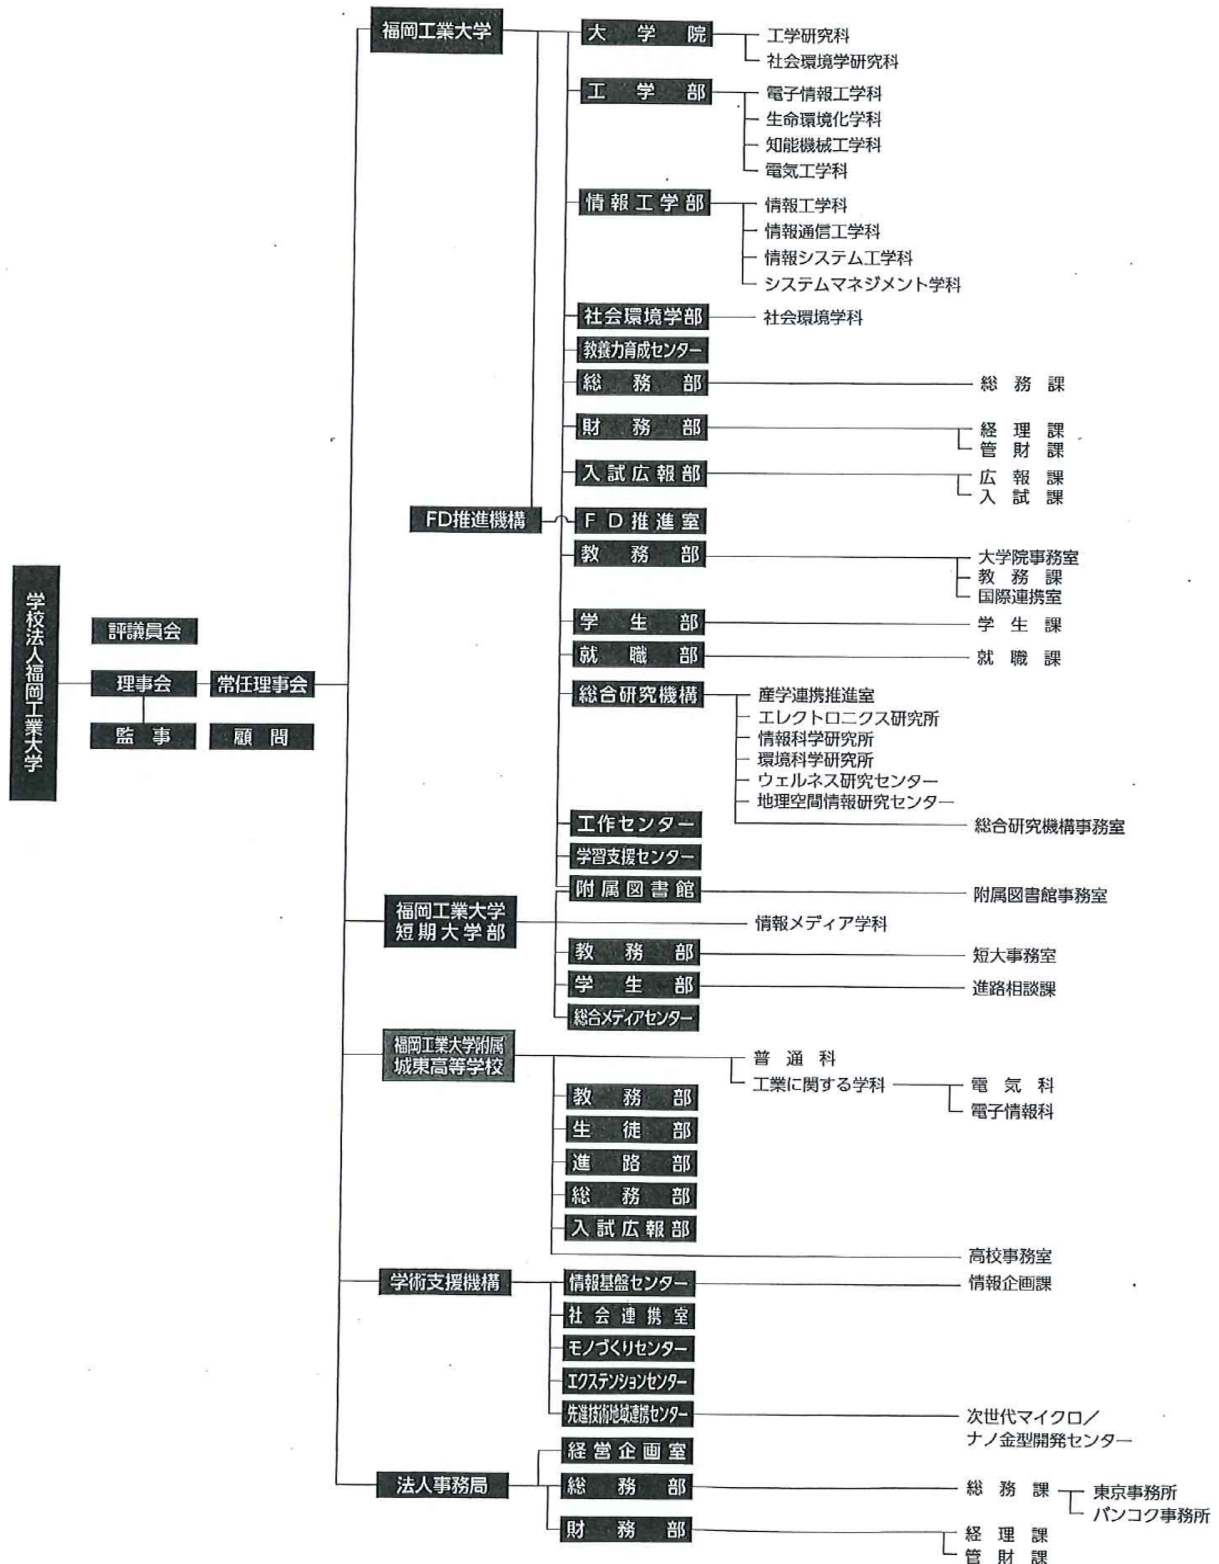 学校法人福岡工業大学
評議員会
理事会
常任理事会
監事
顧問
福岡工業大学
大学院
工学研究科
社会環境学研究科
工学部
電子情報工学科
生命環境化学科
知能機械工学科
電気工学科
情報工学部
情報工学科
情報通信工学科
情報システム工学科
システムマネジメント学科
社会環境学部
社会環境学科
教養力育成センター
総務部
総務課
財務部
経理課
管財課
入試広報部
広報課
入試課
FD推進機構
FD推進室
教務部
大学院事務室
教務課
国際連携室
学生部
学生課
就職部
就職課
総合研究機構
産学連携推進室
エレクトロニクス研究所
情報科学研究所
環境科学研究所
ウェルネス研究センター
地理空間情報研究センター
総合研究機構事務室
工作センター
学習支援センター
附属図書館
附属図書館事務室
福岡工業大学
短期大学部
情報メディア学科
教務部
短大事務室
学生部
進路相談課
総合メディアセンター
福岡工業大学附属
城東高等学校
普通科
工業に関する学科
電気科
電子情報科
教務部
生徒部
進路部
総務部
入試広報部
高校事務室
学術支援機構
情報基盤センター
情報企画課
社会連携室
モノづくりセンター
エクステンションセンター
先進技術地域連携センター
次世代マイクロ/
ナノ金型開発センター
法人事務局
経営企画室
総務部
総務課
東京事務所
バンコク事務所
財務部
経理課
管財課